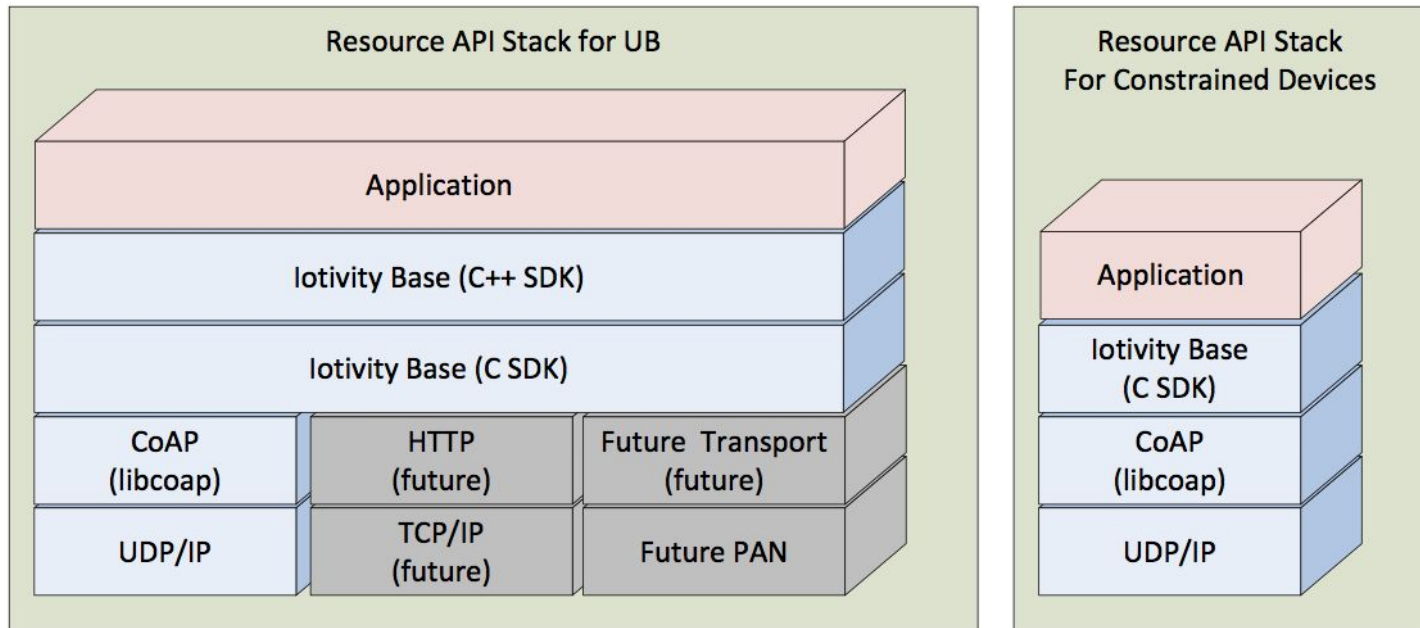 Resource API Stack for UB
Application
Iotivity Base (C++ SDK)
Iotivity Base (C SDK)
CoAP
(libcoap)
HTTP
(future)
Future Transport
(future)
UDP/IP
TCP/IP
(future)
Future PAN
Resource API Stack
For Constrained Devices
Application
Iotivity Base
(C SDK)
CoAP
(libcoap)
UDP/IP